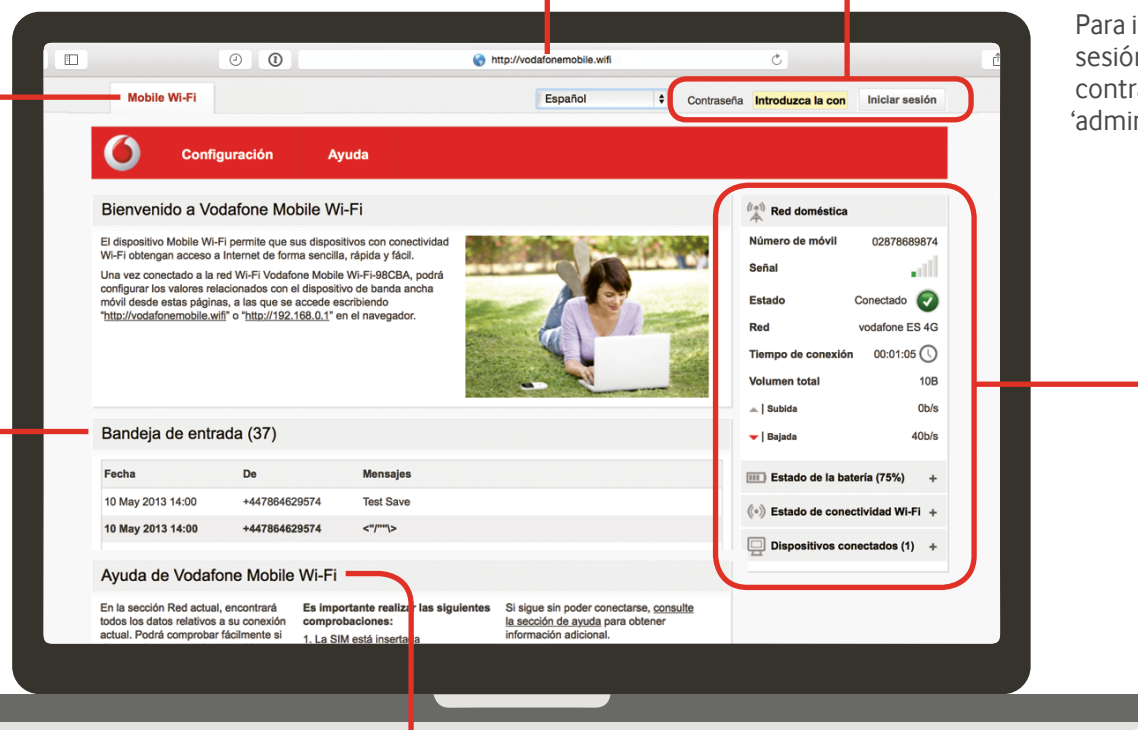 http://vodafonemobile.wifi
Mobile Wi-Fi
Español
Contraseña
Introduzca la con
Iniciar sesión
Configuración
Ayuda
Bienvenido a Vodafone Mobile Wi-Fi
El dispositivo Mobile Wi-Fi permite que sus dispositivos con conectividad
Wi-Fi obtengan acceso a Internet de forma sencilla, rápida y fácil.
Una vez conectado a la red Wi-Fi Vodafone Mobile Wi-Fi-98CBA, podrá
configurar los valores relacionados con el dispositivo de banda ancha
móvil desde estas páginas, a las que se accede escribiendo
"http://vodafonemobile.wifi" o "http://192.168.0.1" en el navegador.
Bandeja de entrada (37)
Fecha De Mensajes
10 May 2013 14:00 +447864629574 Test Save
10 May 2013 14:00 +447864629574 <"/""'\>
Ayuda de Vodafone Mobile Wi-Fi
En la sección Red actual, encontrará
todos los datos relativos a su conexión
actual. Podrá comprobar fácilmente si
Es importante realizar las siguientes
comprobaciones:
1. La SIM está insertada
Si sigue sin poder conectarse, consulte
la sección de ayuda para obtener
información adicional.
Red doméstica
Número de móvil 02878689874
Señal
Estado Conectado
Red vodafone ES 4G
Tiempo de conexión 00:01:05
Volumen total 10B
| Subida 0b/s
| Bajada 40b/s
Estado de la batería (75%) +
Estado de conectividad Wi-Fi +
Dispositivos conectados (1) +
Para i
sesión
contra
'admin